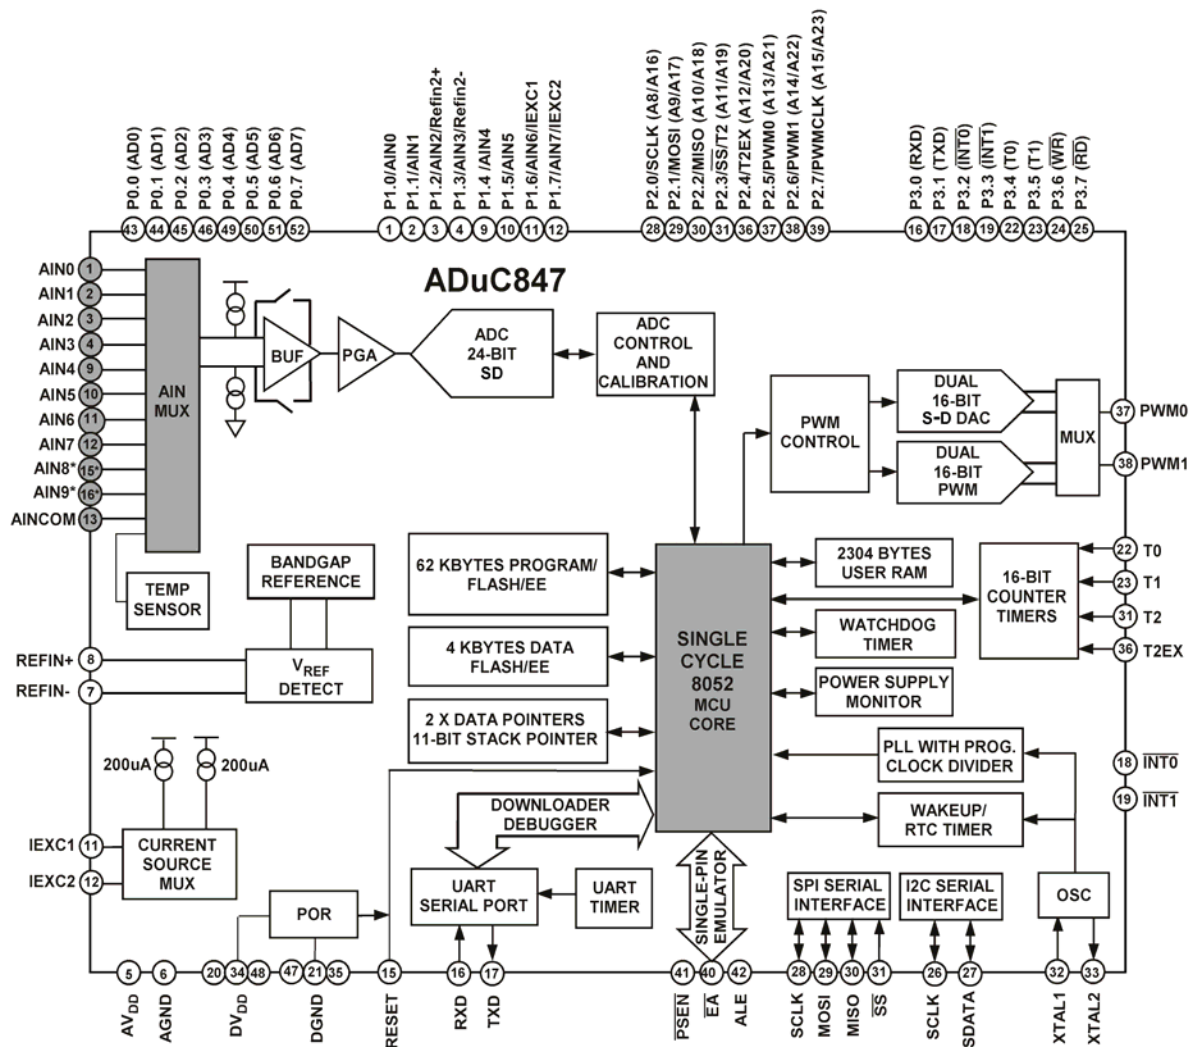 P0.0 (AD0)
P0.1 (AD1)
P0.2 (AD2)
P0.3 (AD3)
P0.4 (AD4)
P0.5 (AD5)
P0.6 (AD6)
P0.7 (AD7)
P1.0/AIN0
P1.1/AIN1
P1.2/AIN2/Refin2+
P1.3/AIN3/Refin2-
P1.4 /AIN4
P1.5/AIN5
P1.6/AIN6/IEXC1
P1.7/AIN7/IEXC2
P2.0/SCLK (A8/A16)
P2.1/MOSI (A9/A17)
P2.2/MISO (A10/A18)
P2.3/SS/T2 (A11/A19)
P2.4/T2EX (A12/A20)
P2.5/PWM0 (A13/A21)
P2.6/PWM1 (A14/A22)
P2.7/PWMCLK (A15/A23)
P3.0 (RXD)
P3.1 (TXD)
P3.2 (INT0)
P3.3 (INT1)
P3.4 (T0)
P3.5 (T1)
P3.6 (WR)
P3.7 (RD)
43 44 45 46 49 50 51 52
1 2 3 4 9 10 11 12
28 29 30 31 36 37 38 39
16 17 18 19 22 23 24 25
ADuC847
AIN0 1
AIN1 2
AIN2 3
AIN3 4
AIN4 9
AIN5 10
AIN6 11
AIN7 12
AIN8* 15*
AIN9* 16*
AINCOM 13
AIN
MUX
BUF
PGA
ADC
24-BIT
SD
ADC
CONTROL
AND
CALIBRATION
PWM
CONTROL
DUAL
16-BIT
S-D DAC
DUAL
16-BIT
PWM
MUX
37 PWM0
38 PWM1
TEMP
SENSOR
BANDGAP
REFERENCE
REFIN+ 8
REFIN- 7
VREF
DETECT
62 KBYTES PROGRAM/
FLASH/EE
4 KBYTES DATA
FLASH/EE
2 X DATA POINTERS
11-BIT STACK POINTER
SINGLE
CYCLE
8052
MCU
CORE
2304 BYTES
USER RAM
WATCHDOG
TIMER
POWER SUPPLY
MONITOR
PLL WITH PROG.
CLOCK DIVIDER
WAKEUP/
RTC TIMER
16-BIT
COUNTER
TIMERS
22 T0
23 T1
31 T2
36 T2EX
18 INT0
19 INT1
200uA
200uA
IEXC1 11
IEXC2 12
CURRENT
SOURCE
MUX
DOWNLOADER
DEBUGGER
POR
UART
SERIAL PORT
UART
TIMER
SINGLE-PIN
EMULATOR
SPI SERIAL
INTERFACE
I2C SERIAL
INTERFACE
OSC
5 6 20 34 48 47 21 35 15 16 17 41 40 42 28 29 30 31 26 27 32 33
AVDD
AGND
DVDD
DGND
RESET
RXD
TXD
PSEN
EA
ALE
SCLK
MOSI
MISO
SS
SCLK
SDATA
XTAL1
XTAL2